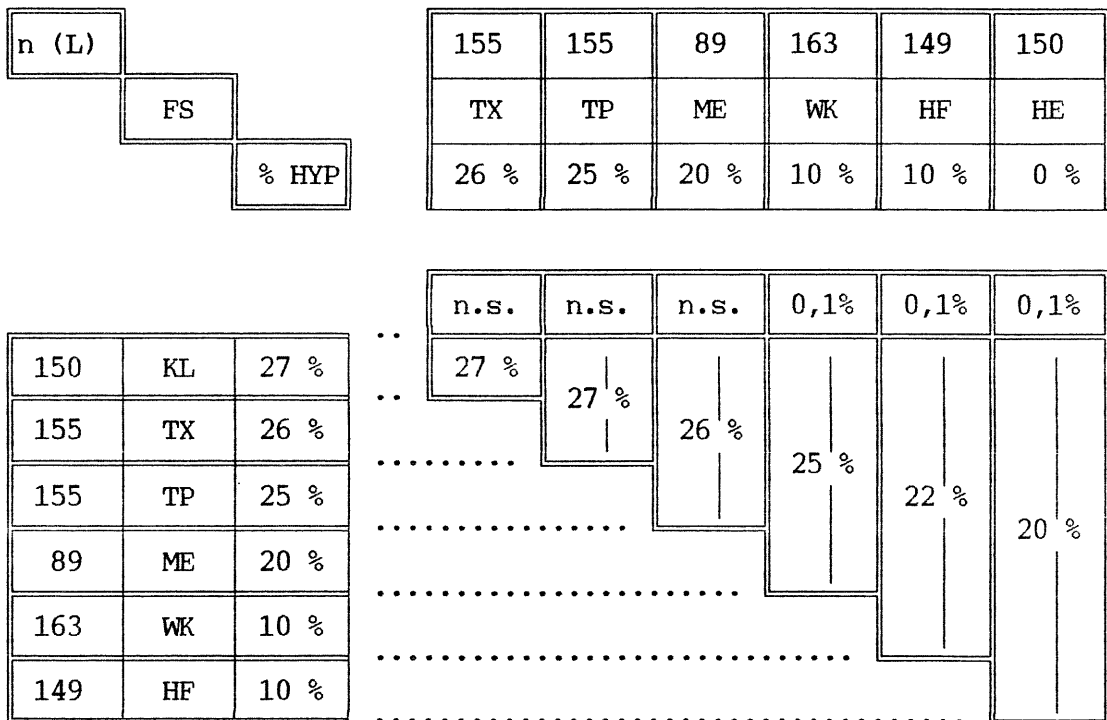 n (L) 155 155 89 163 149 150
FS TX TP ME WK HF HE
% HYP 26 % 25 % 20 % 10 % 10 % 0 %
n.s. n.s. n.s. 0,1% 0,1% 0,1%
150 KL 27 % 27 %
27 %
155 TX 26 % 26 %
25 %
155 TP 25 % 22 %
20 %
89 ME 20 %
163 WK 10 %
149 HF 10 %